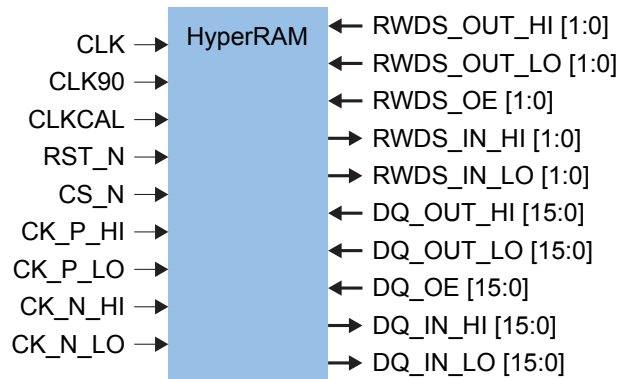 HyperRAM
CLK
CLK90
CLKCAL
RST_N
CS_N
CK_P_HI
CK_P_LO
CK_N_HI
CK_N_LO
RWDS_OUT_HI [1:0]
RWDS_OUT_LO [1:0]
RWDS_OE [1:0]
RWDS_IN_HI [1:0]
RWDS_IN_LO [1:0]
DQ_OUT_HI [15:0]
DQ_OUT_LO [15:0]
DQ_OE [15:0]
DQ_IN_HI [15:0]
DQ_IN_LO [15:0]